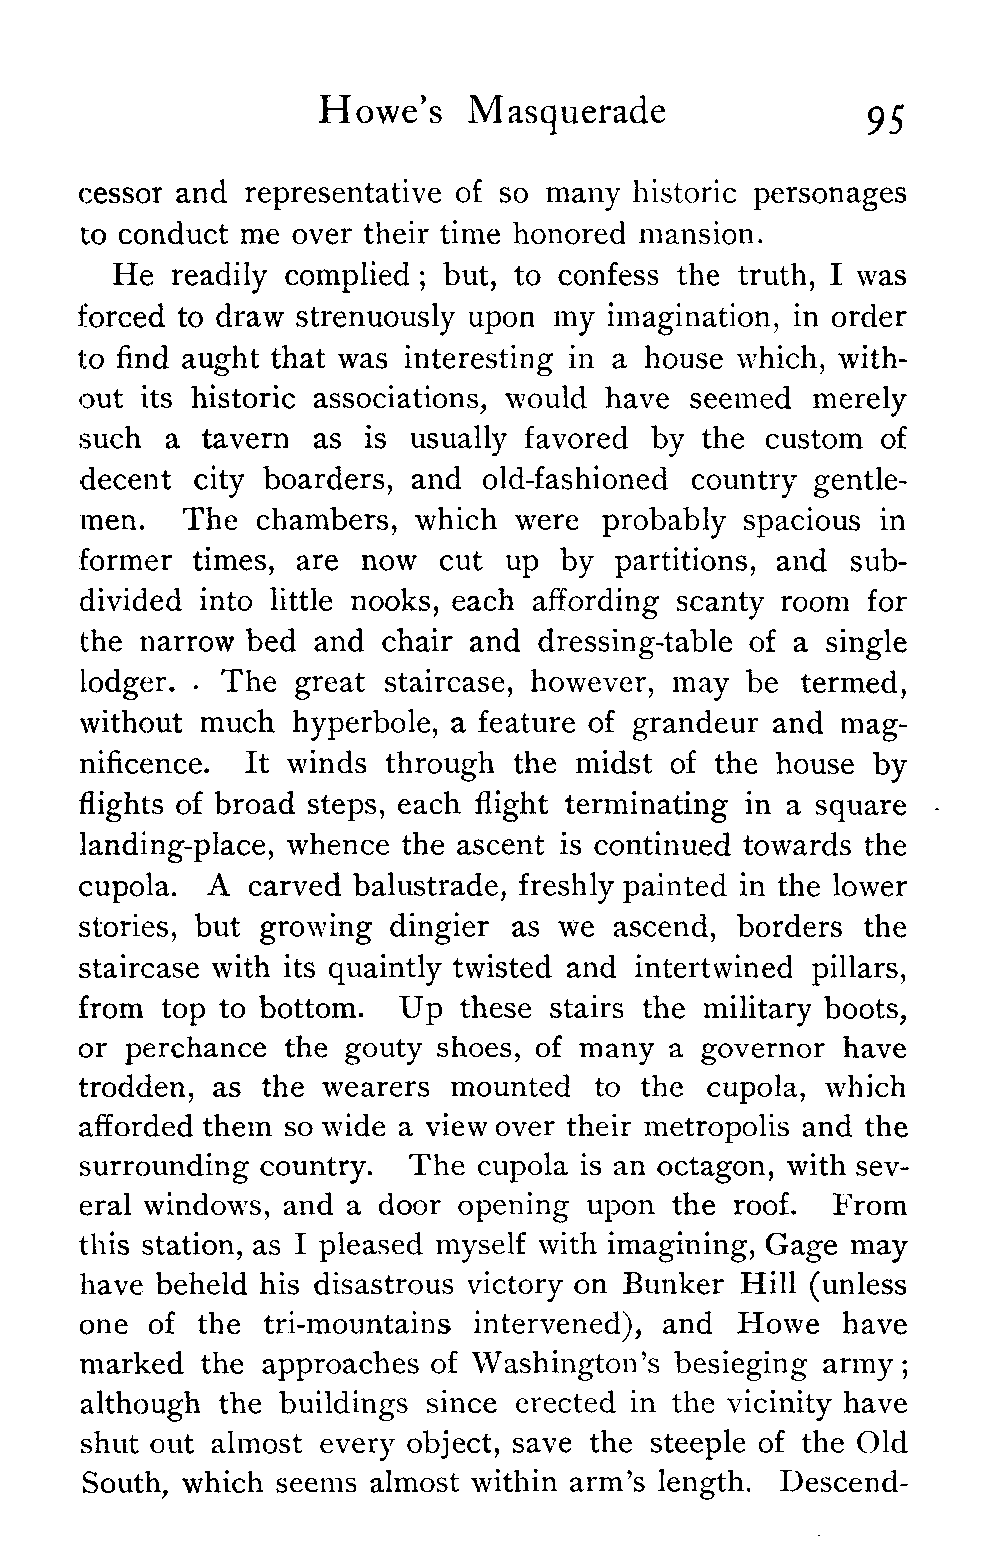 Howe's Masquerade 95
cessor and representative of so many historic personages
to conduct me over their time honored mansion.
He readily complied ; but, to confess the truth, I was
forced to draw strenuously upon my imagination, in order
to find aught that was interesting in a house which, with-
out its historic associations, would have seemed merely
such a tavern as is usually favored by the custom of
decent city boarders, and old-fashioned country gentle-
men. The chambers, which were probably spacious in
former times, are now cut up by partitions, and sub-
divided into little nooks, each affording scanty room for
the narrow bed and chair and dressing-table of a single
lodger. . The great staircase, however, may be termed,
without much hyperbole, a feature of grandeur and mag-
nificence. It winds through the midst of the house by
flights of broad steps, each flight terminating in a square
landing-place, whence the ascent is continued towards the
cupola. A carved balustrade, freshly painted in the lower
stories, but growing dingier as we ascend, borders the
staircase with its quaintly twisted and intertwined pillars,
from top to bottom. Up these stairs the military boots,
or perchance the gouty shoes, of many a governor have
trodden, as the wearers mounted to the cupola, which
afforded them so wide a view over their metropolis and the
surrounding country. The cupola is an octagon, with sev-
eral windows, and a door opening upon the roof. From
this station, as I pleased myself with imagining, Gage may
have beheld his disastrous victory on Bunker Hill (unless
one of the tri-mountains intervened), and Howe have
marked the approaches of Washington's besieging army ;
although the buildings since erected in the vicinity have
shut out almost every object, save the steeple of the Old
South, which seems almost within arm's length. Descend-